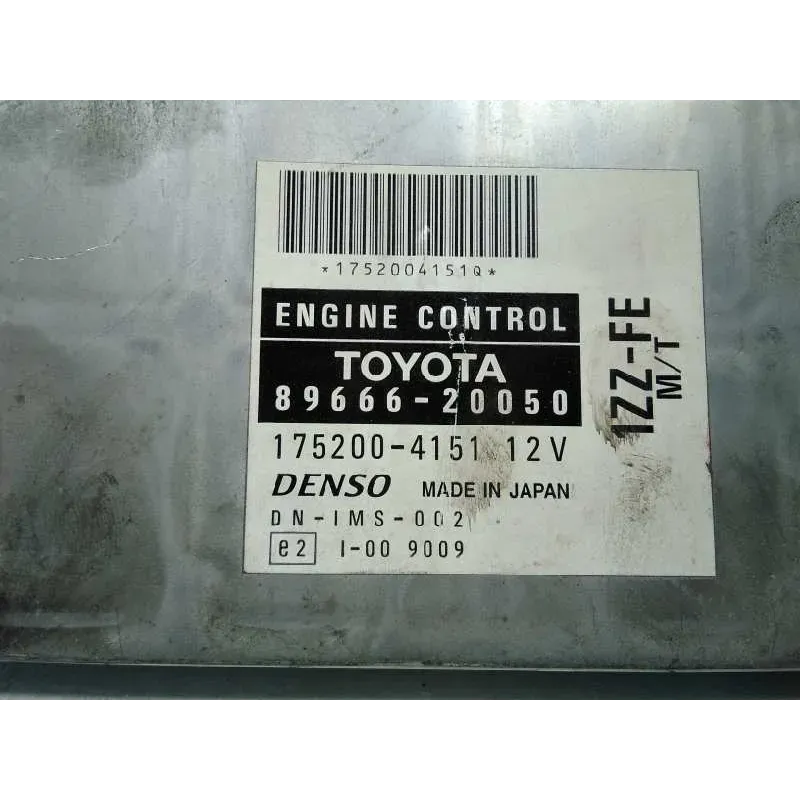 *1752004151Q*
ENGINE CONTROL
TOYOTA
89666-20050
175200-4151 12V
DENSO MADE IN JAPAN
DN-IMS-002
e2 I-00 9009
1ZZ-FE
M/T